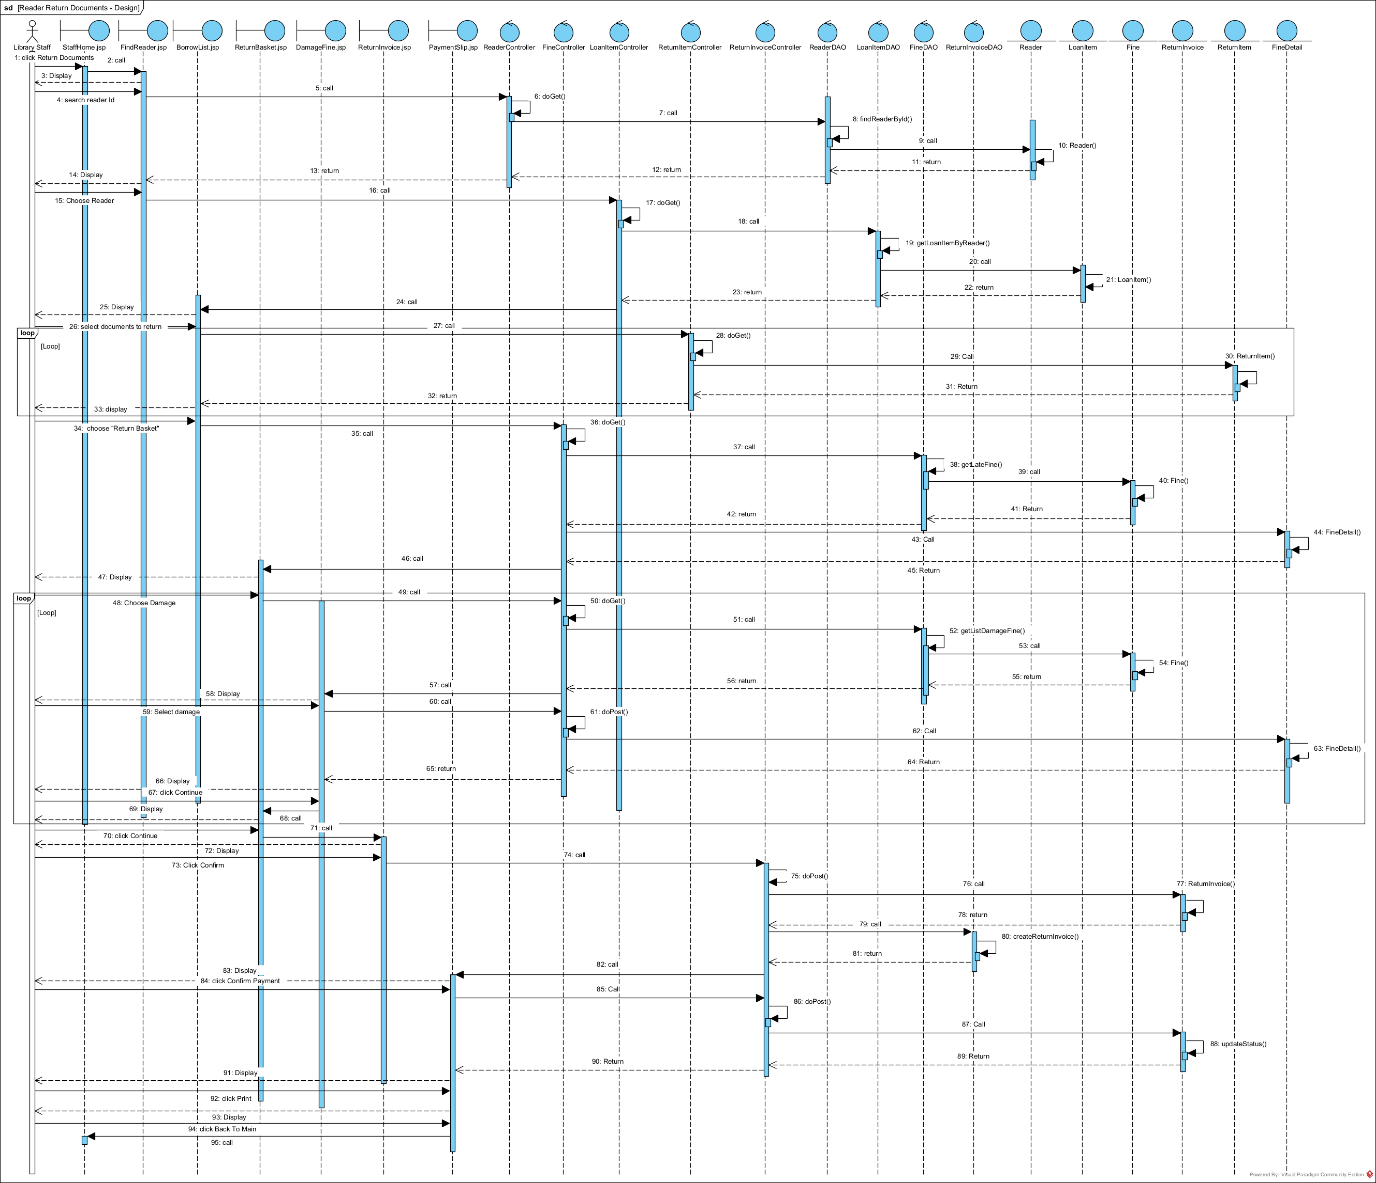 sd [Reader Return Documents - Design]
Library Staff
StaffHome.jsp
FindReader.jsp
BorrowList.jsp
ReturnBasket.jsp
DamageFine.jsp
ReturnInvoice.jsp
PaymentSlip.jsp
ReaderController
FineController
LoanItemController
ReturnItemController
ReturnInvoiceController
ReaderDAO
LoanItemDAO
FineDAO
ReturnInvoiceDAO
Reader
LoanItem
Fine
ReturnInvoice
ReturnItem
FineDetail
1: click Return Documents
2: call
3: Display
4: search reader Id
5: call
6: doGet()
7: call
8: findReaderById()
9: call
10: Reader()
11: return
12: return
13: return
14: Display
15: Choose Reader
16: call
17: doGet()
18: call
19: getLoanItemByReader()
20: call
21: LoanItem()
22: return
23: return
24: call
25: Display
26: select documents to return
loop
[Loop]
27: call
28: doGet()
29: Call
30: ReturnItem()
31: Return
32: return
33: display
34: choose "Return Basket"
35: call
36: doGet()
37: call
38: getLateFine()
39: call
40: Fine()
41: Return
42: return
43: Call
44: FineDetail()
45: Return
46: call
47: Display
loop
[Loop]
48: Choose Damage
49: call
50: doGet()
51: call
52: getListDamageFine()
53: call
54: Fine()
55: return
56: return
57: call
58: Display
59: Select damage
60: call
61: doPost()
62: Call
63: FineDetail()
64: Return
65: return
66: Display
67: click Continue
68: call
69: Display
70: click Continue
71: call
72: Display
73: Click Confirm
74: call
75: doPost()
76: call
77: ReturnInvoice()
78: return
79: call
80: createReturnInvoice()
81: return
82: call
83: Display
84: click Confirm Payment
85: Call
86: doPost()
87: Call
88: updateStatus()
89: Return
90: Return
91: Display
92: click Print
93: Display
94: click Back To Main
95: call
Powered By: Visual Paradigm Community Edition